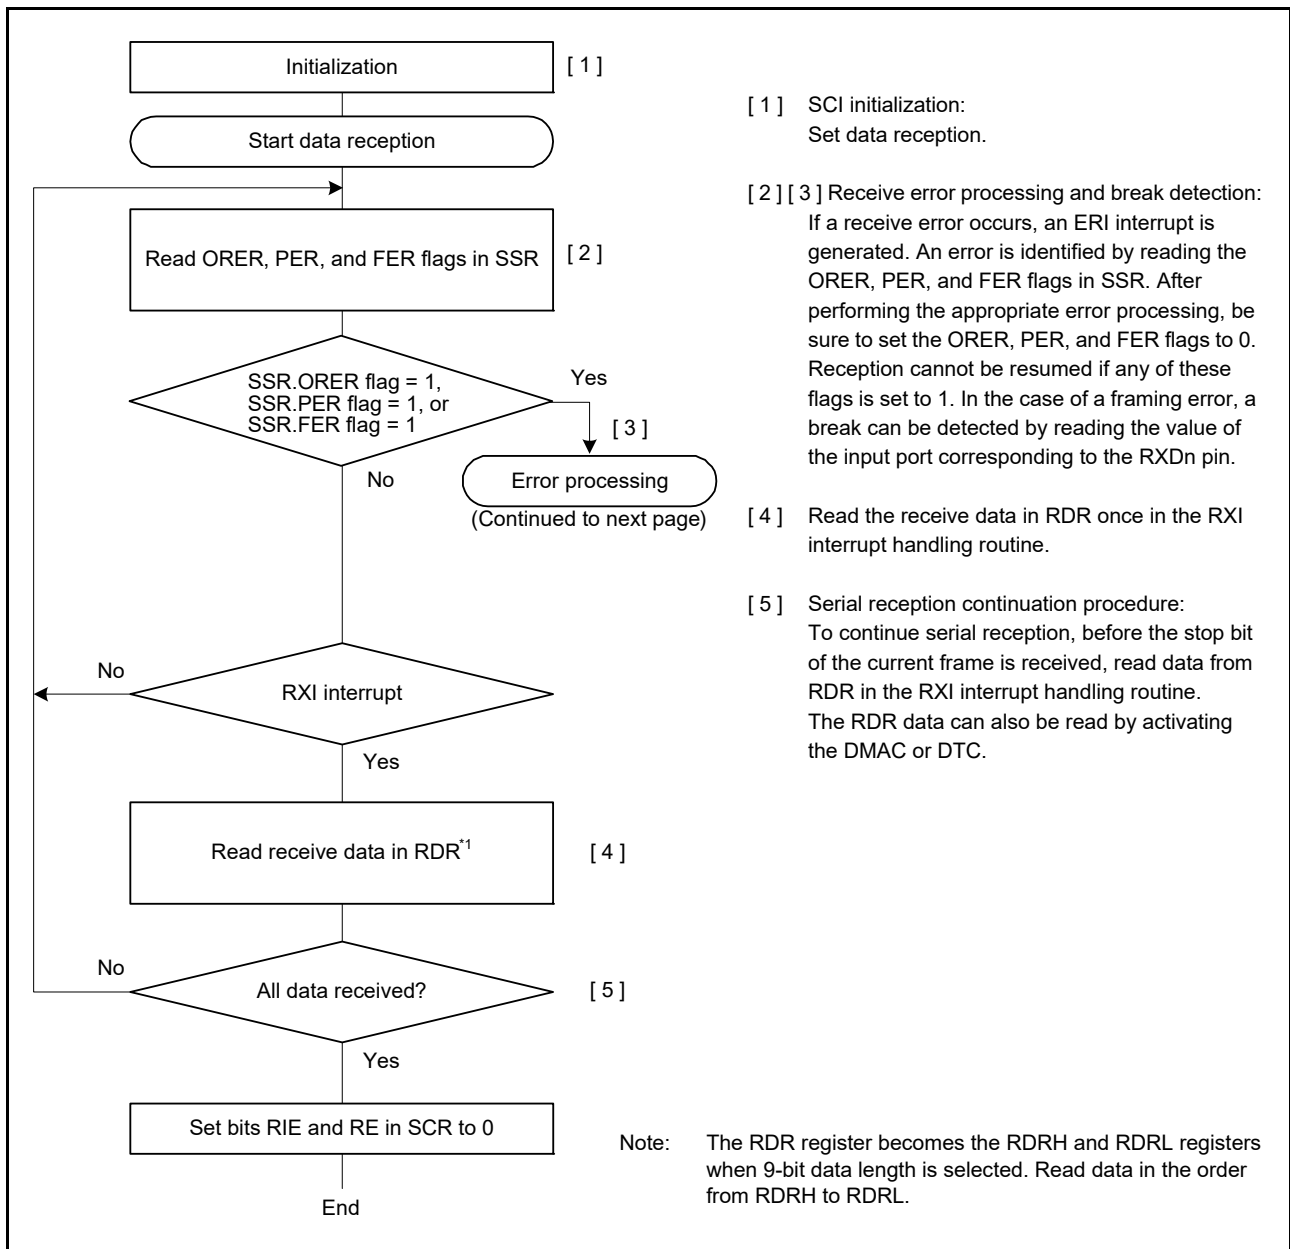 Initialization
[ 1 ]
Start data reception
Read ORER, PER, and FER flags in SSR
[ 2 ]
SSR.ORER flag = 1,
SSR.PER flag = 1, or
SSR.FER flag = 1
Yes
[ 3 ]
No
Error processing
(Continued to next page)
No
RXI interrupt
Yes
Read receive data in RDR*1
[ 4 ]
No
All data received?
[ 5 ]
Yes
Set bits RIE and RE in SCR to 0
End
[ 1 ] SCI initialization:
Set data reception.
[ 2 ] [ 3 ] Receive error processing and break detection:
If a receive error occurs, an ERI interrupt is
generated. An error is identified by reading the
ORER, PER, and FER flags in SSR. After
performing the appropriate error processing, be
sure to set the ORER, PER, and FER flags to 0.
Reception cannot be resumed if any of these
flags is set to 1. In the case of a framing error, a
break can be detected by reading the value of
the input port corresponding to the RXDn pin.
[ 4 ] Read the receive data in RDR once in the RXI
interrupt handling routine.
[ 5 ] Serial reception continuation procedure:
To continue serial reception, before the stop bit
of the current frame is received, read data from
RDR in the RXI interrupt handling routine.
The RDR data can also be read by activating
the DMAC or DTC.
Note: The RDR register becomes the RDRH and RDRL registers
when 9-bit data length is selected. Read data in the order
from RDRH to RDRL.